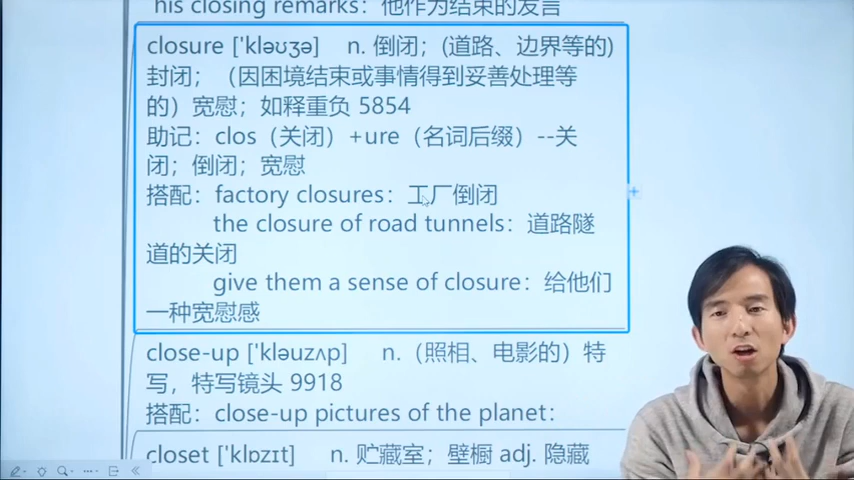 his closing remarks：他作为结束的发言
closure ['kləʊʒə] n. 倒闭；(道路、边界等的)
封闭；（因困境结束或事情得到妥善处理等
的）宽慰；如释重负 5854
助记：clos（关闭）+ure（名词后缀）--关
闭；倒闭；宽慰
搭配：factory closures：工厂倒闭
the closure of road tunnels：道路隧
道的关闭
give them a sense of closure：给他们
一种宽慰感
close-up ['kləuzʌp] n.（照相、电影的）特
写，特写镜头 9918
搭配：close-up pictures of the planet:
closet ['klɒzɪt] n. 贮藏室；壁橱 adj. 隐藏